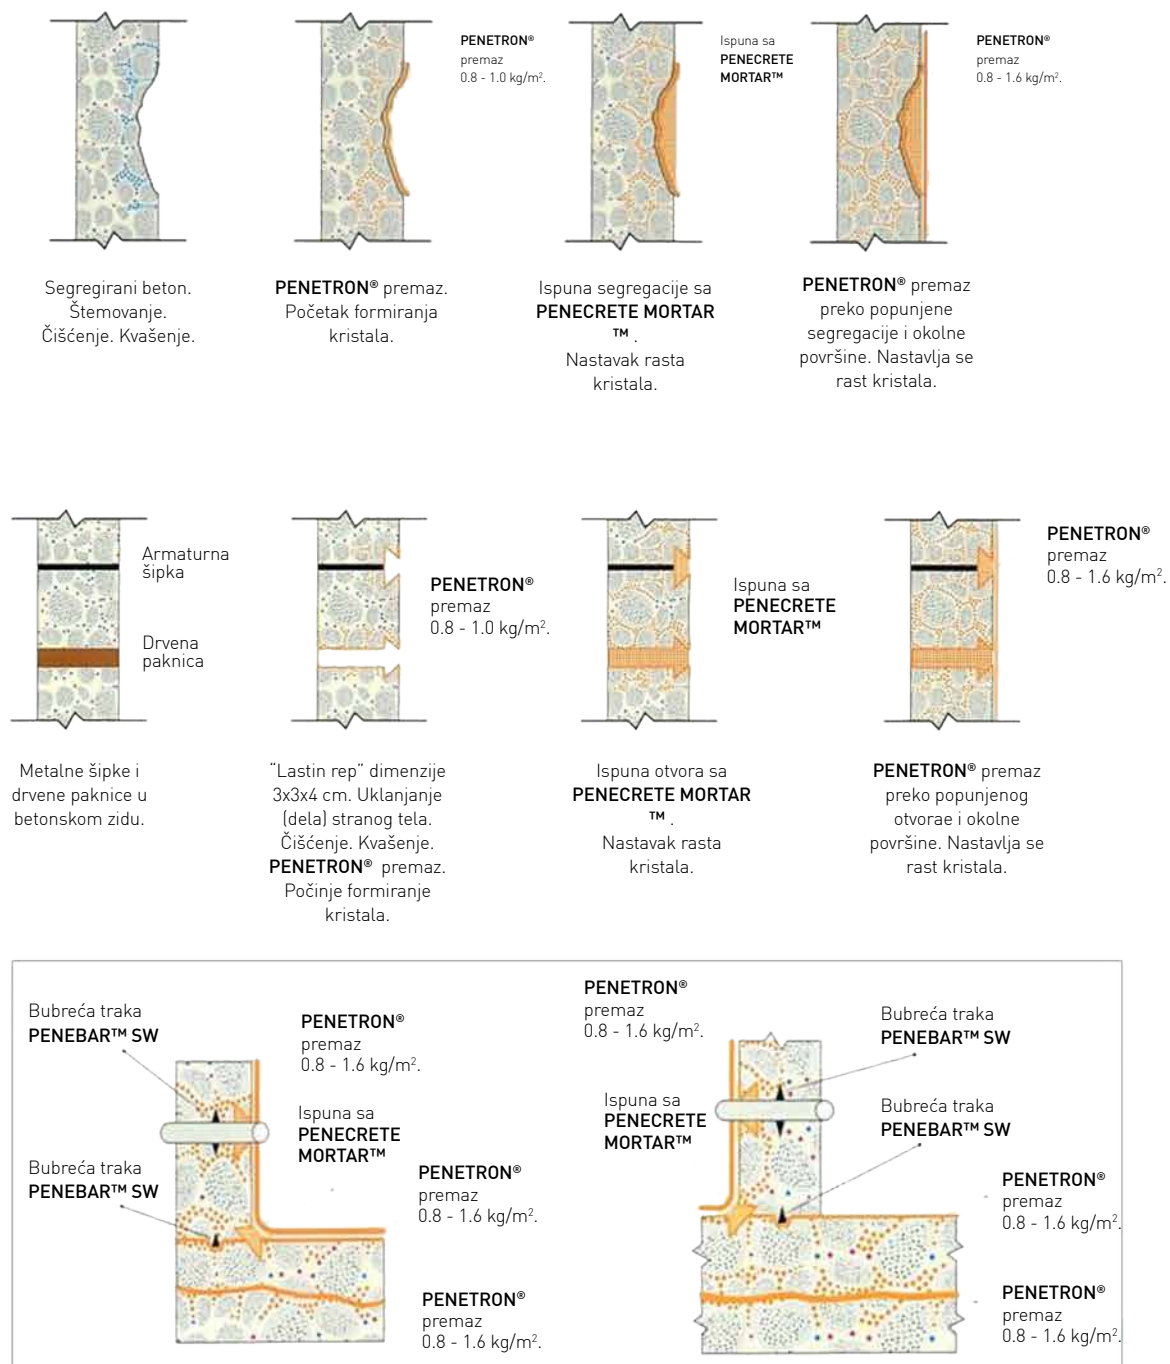 PENETRON®
premaz
0.8 - 1.0 kg/m².
Ispuna sa
PENECRETE
MORTAR™
PENETRON®
premaz
0.8 - 1.6 kg/m².
Segregirani beton.
Štemovanje.
Čišćenje. Kvašenje.
PENETRON® premaz.
Početak formiranja
kristala.
Ispuna segregacije sa
PENECRETE MORTAR
™ .
Nastavak rasta
kristala.
PENETRON® premaz
preko popunjene
segregacije i okolne
površine. Nastavlja se
rast kristala.
Armaturna
šipka
Drvena
paknica
PENETRON®
premaz
0.8 - 1.0 kg/m².
Ispuna sa
PENECRETE
MORTAR™
PENETRON®
premaz
0.8 - 1.6 kg/m².
Metalne šipke i
drvene paknice u
betonskom zidu.
“Lastin rep” dimenzije
3x3x4 cm. Uklanjanje
(dela) stranog tela.
Čišćenje. Kvašenje.
PENETRON® premaz.
Počinje formiranje
kristala.
Ispuna otvora sa
PENECRETE MORTAR
™ .
Nastavak rasta
kristala.
PENETRON® premaz
preko popunjenog
otvorae i okolne
površine. Nastavlja se
rast kristala.
Bubreća traka
PENEBAR™ SW
PENETRON®
premaz
0.8 - 1.6 kg/m².
Ispuna sa
PENECRETE
MORTAR™
Bubreća traka
PENEBAR™ SW
PENETRON®
premaz
0.8 - 1.6 kg/m².
PENETRON®
premaz
0.8 - 1.6 kg/m².
PENETRON®
premaz
0.8 - 1.6 kg/m².
Bubreća traka
PENEBAR™ SW
Ispuna sa
PENECRETE
MORTAR™
Bubreća traka
PENEBAR™ SW
PENETRON®
premaz
0.8 - 1.6 kg/m².
PENETRON®
premaz
0.8 - 1.6 kg/m².